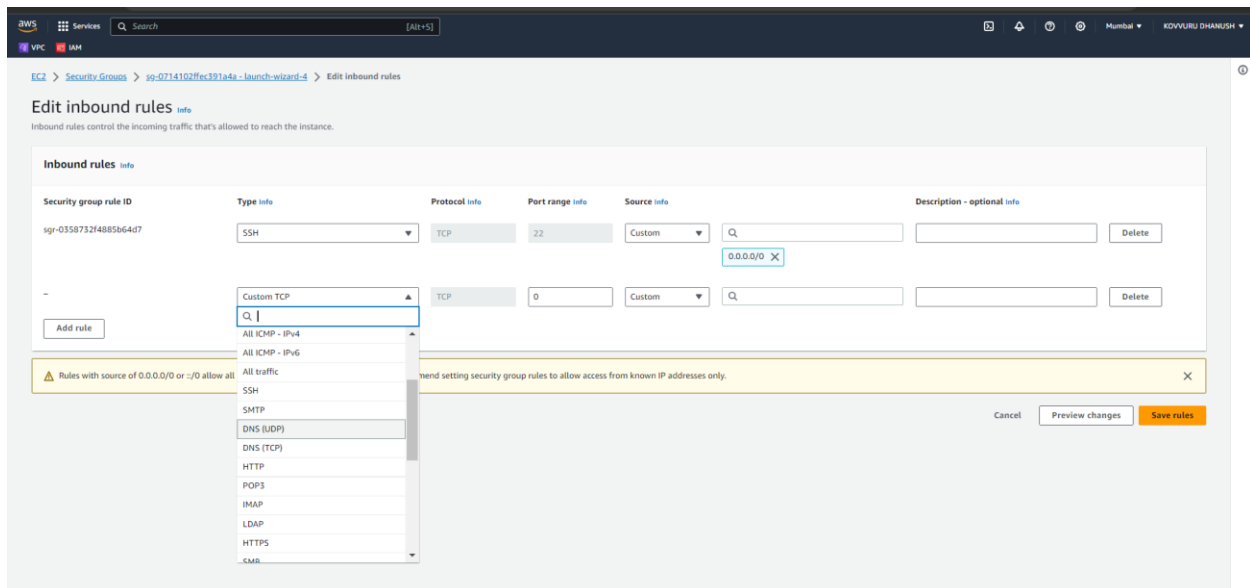 aws Services Search [Alt+S] Mumbai KOVVURU DHANUSH
VPC IAM
EC2 > Security Groups > sg-0714102ffec391a4a - launch-wizard-4 > Edit inbound rules
Edit inbound rules Info
Inbound rules control the incoming traffic that's allowed to reach the instance.
Inbound rules Info
Security group rule ID Type Info Protocol Info Port range Info Source Info Description - optional Info
sgr-0358732f4885b64d7 SSH TCP 22 Custom Delete
0.0.0.0/0
– Custom TCP TCP 0 Custom Delete
Add rule
All ICMP - IPv4
All ICMP - IPv6
All traffic
SSH
SMTP
DNS (UDP)
DNS (TCP)
HTTP
POP3
IMAP
LDAP
HTTPS
SMB
Rules with source of 0.0.0.0/0 or ::/0 allow all mend setting security group rules to allow access from known IP addresses only.
Cancel Preview changes Save rules